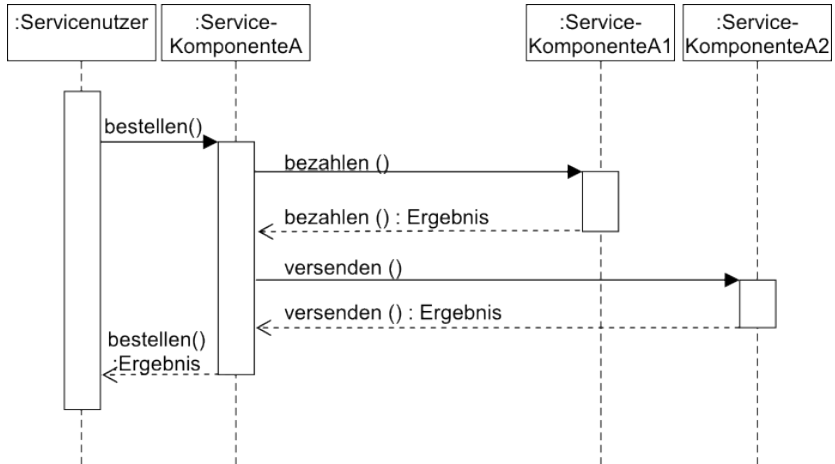 :Servicenutzer
:Service-
KomponenteA
:Service-
KomponenteA1
:Service-
KomponenteA2
bestellen()
bezahlen ()
bezahlen () : Ergebnis
versenden ()
versenden () : Ergebnis
bestellen()
:Ergebnis